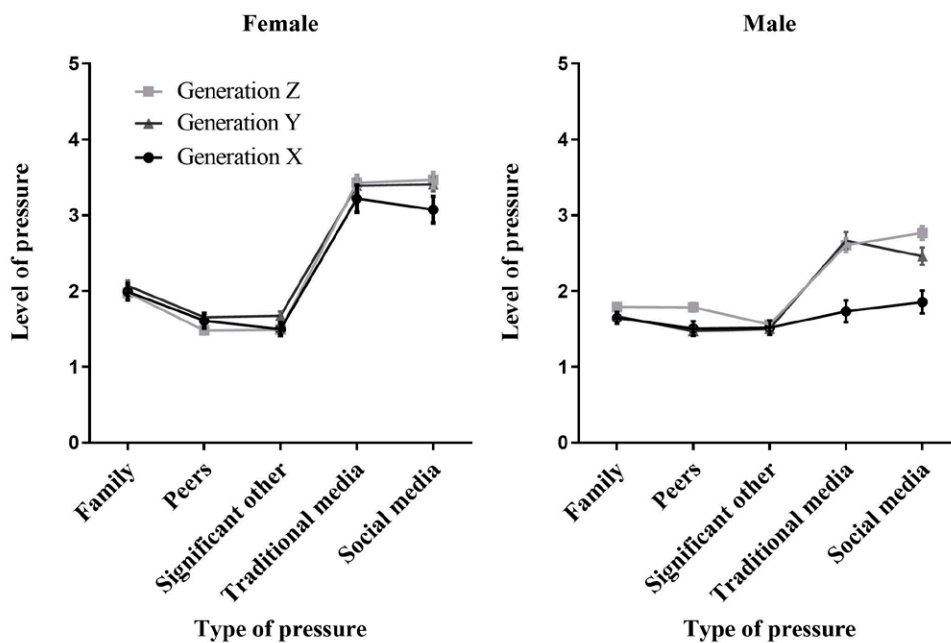 Female
5
4
3
2
1
0
Level of pressure
Generation Z
Generation Y
Generation X
Family
Peers
Significant other
Traditional media
Social media
Type of pressure
Male
5
4
3
2
1
0
Level of pressure
Family
Peers
Significant other
Traditional media
Social media
Type of pressure